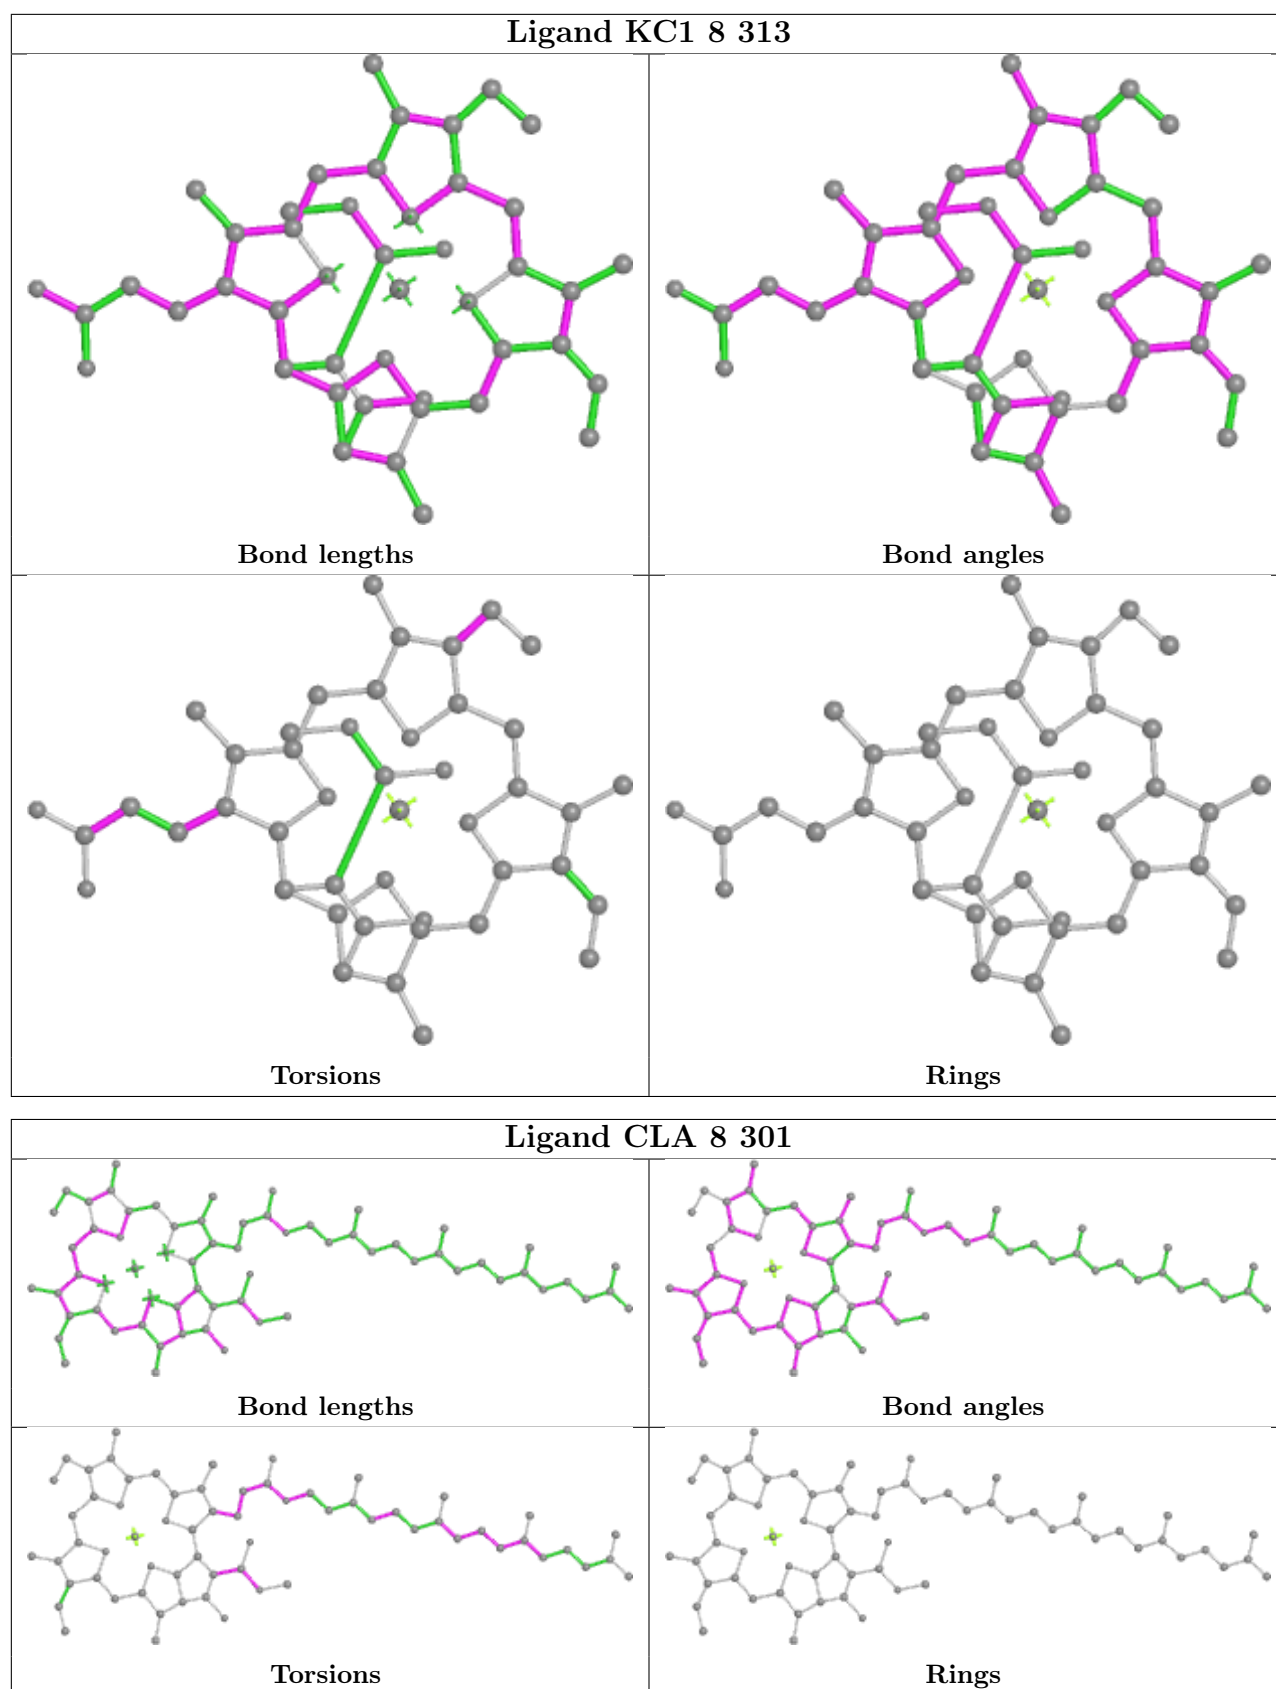 Ligand KC1 8 313
Bond lengths
Bond angles
Torsions
Rings
Ligand CLA 8 301
Bond lengths
Bond angles
Torsions
Rings